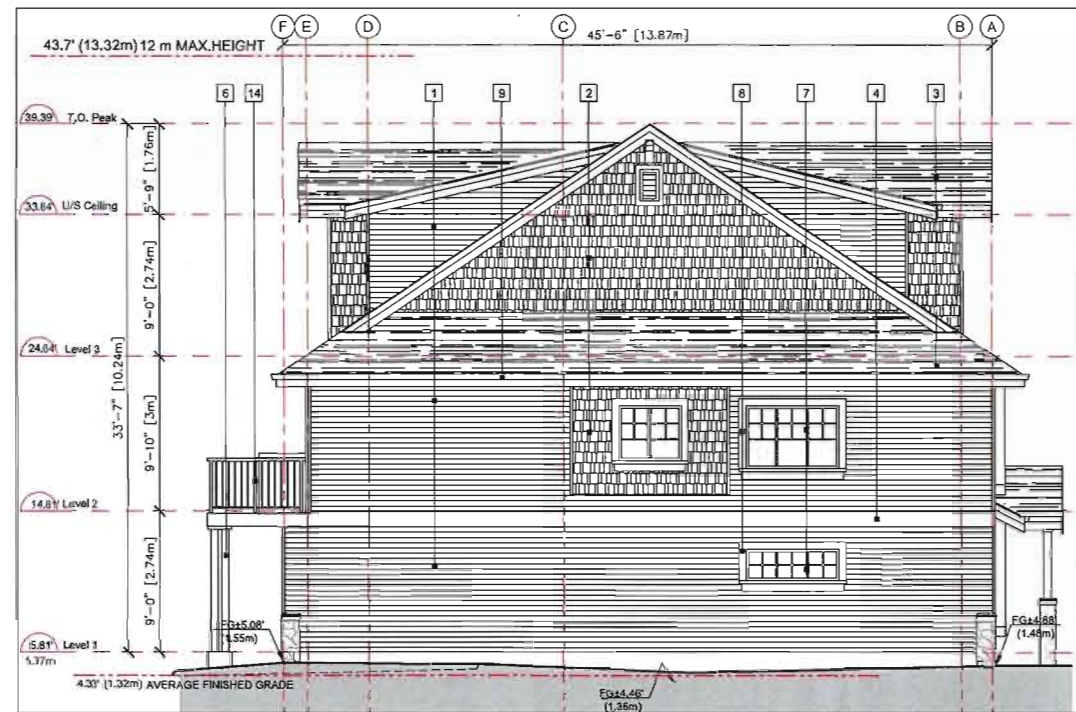 F E D C B A
45'-6" [13.87m]
43.7' (13.32m) 12 m MAX.HEIGHT
6 14 1 9 2 8 7 4 3
39.39' T.O. Peak
5'-9" [1.76m]
33.64' U/S Ceiling
9'-0" [2.74m]
24.64' Level 3
33'-7" [10.24m]
9'-10" [3m]
14.81' Level 2
9'-0" [2.74m]
5.81' Level 1
1.77m
FG±5.08'
(1.55m)
FG±4.88'
(1.48m)
4.33' (1.32m) AVERAGE FINISHED GRADE
FG±4.46'
(1.36m)